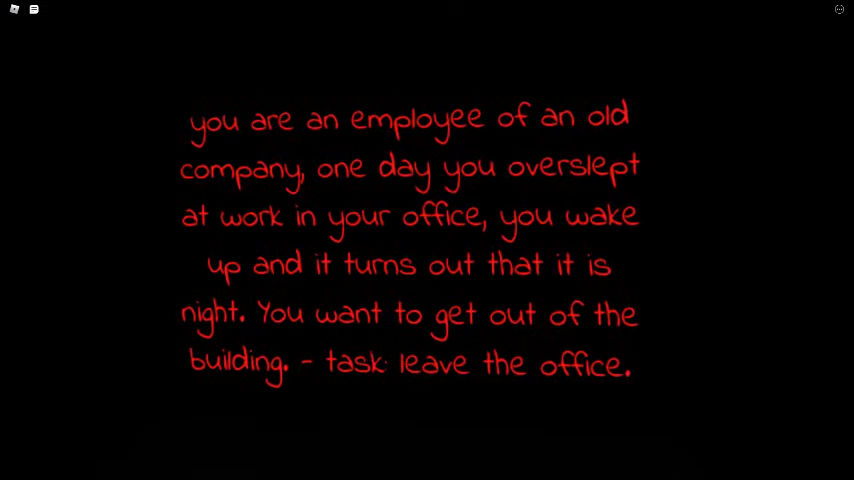 you are an employee of an old
company, one day you overslept
at work in your office, you wake
up and it turns out that it is
night. You want to get out of the
building. - task: leave the office.